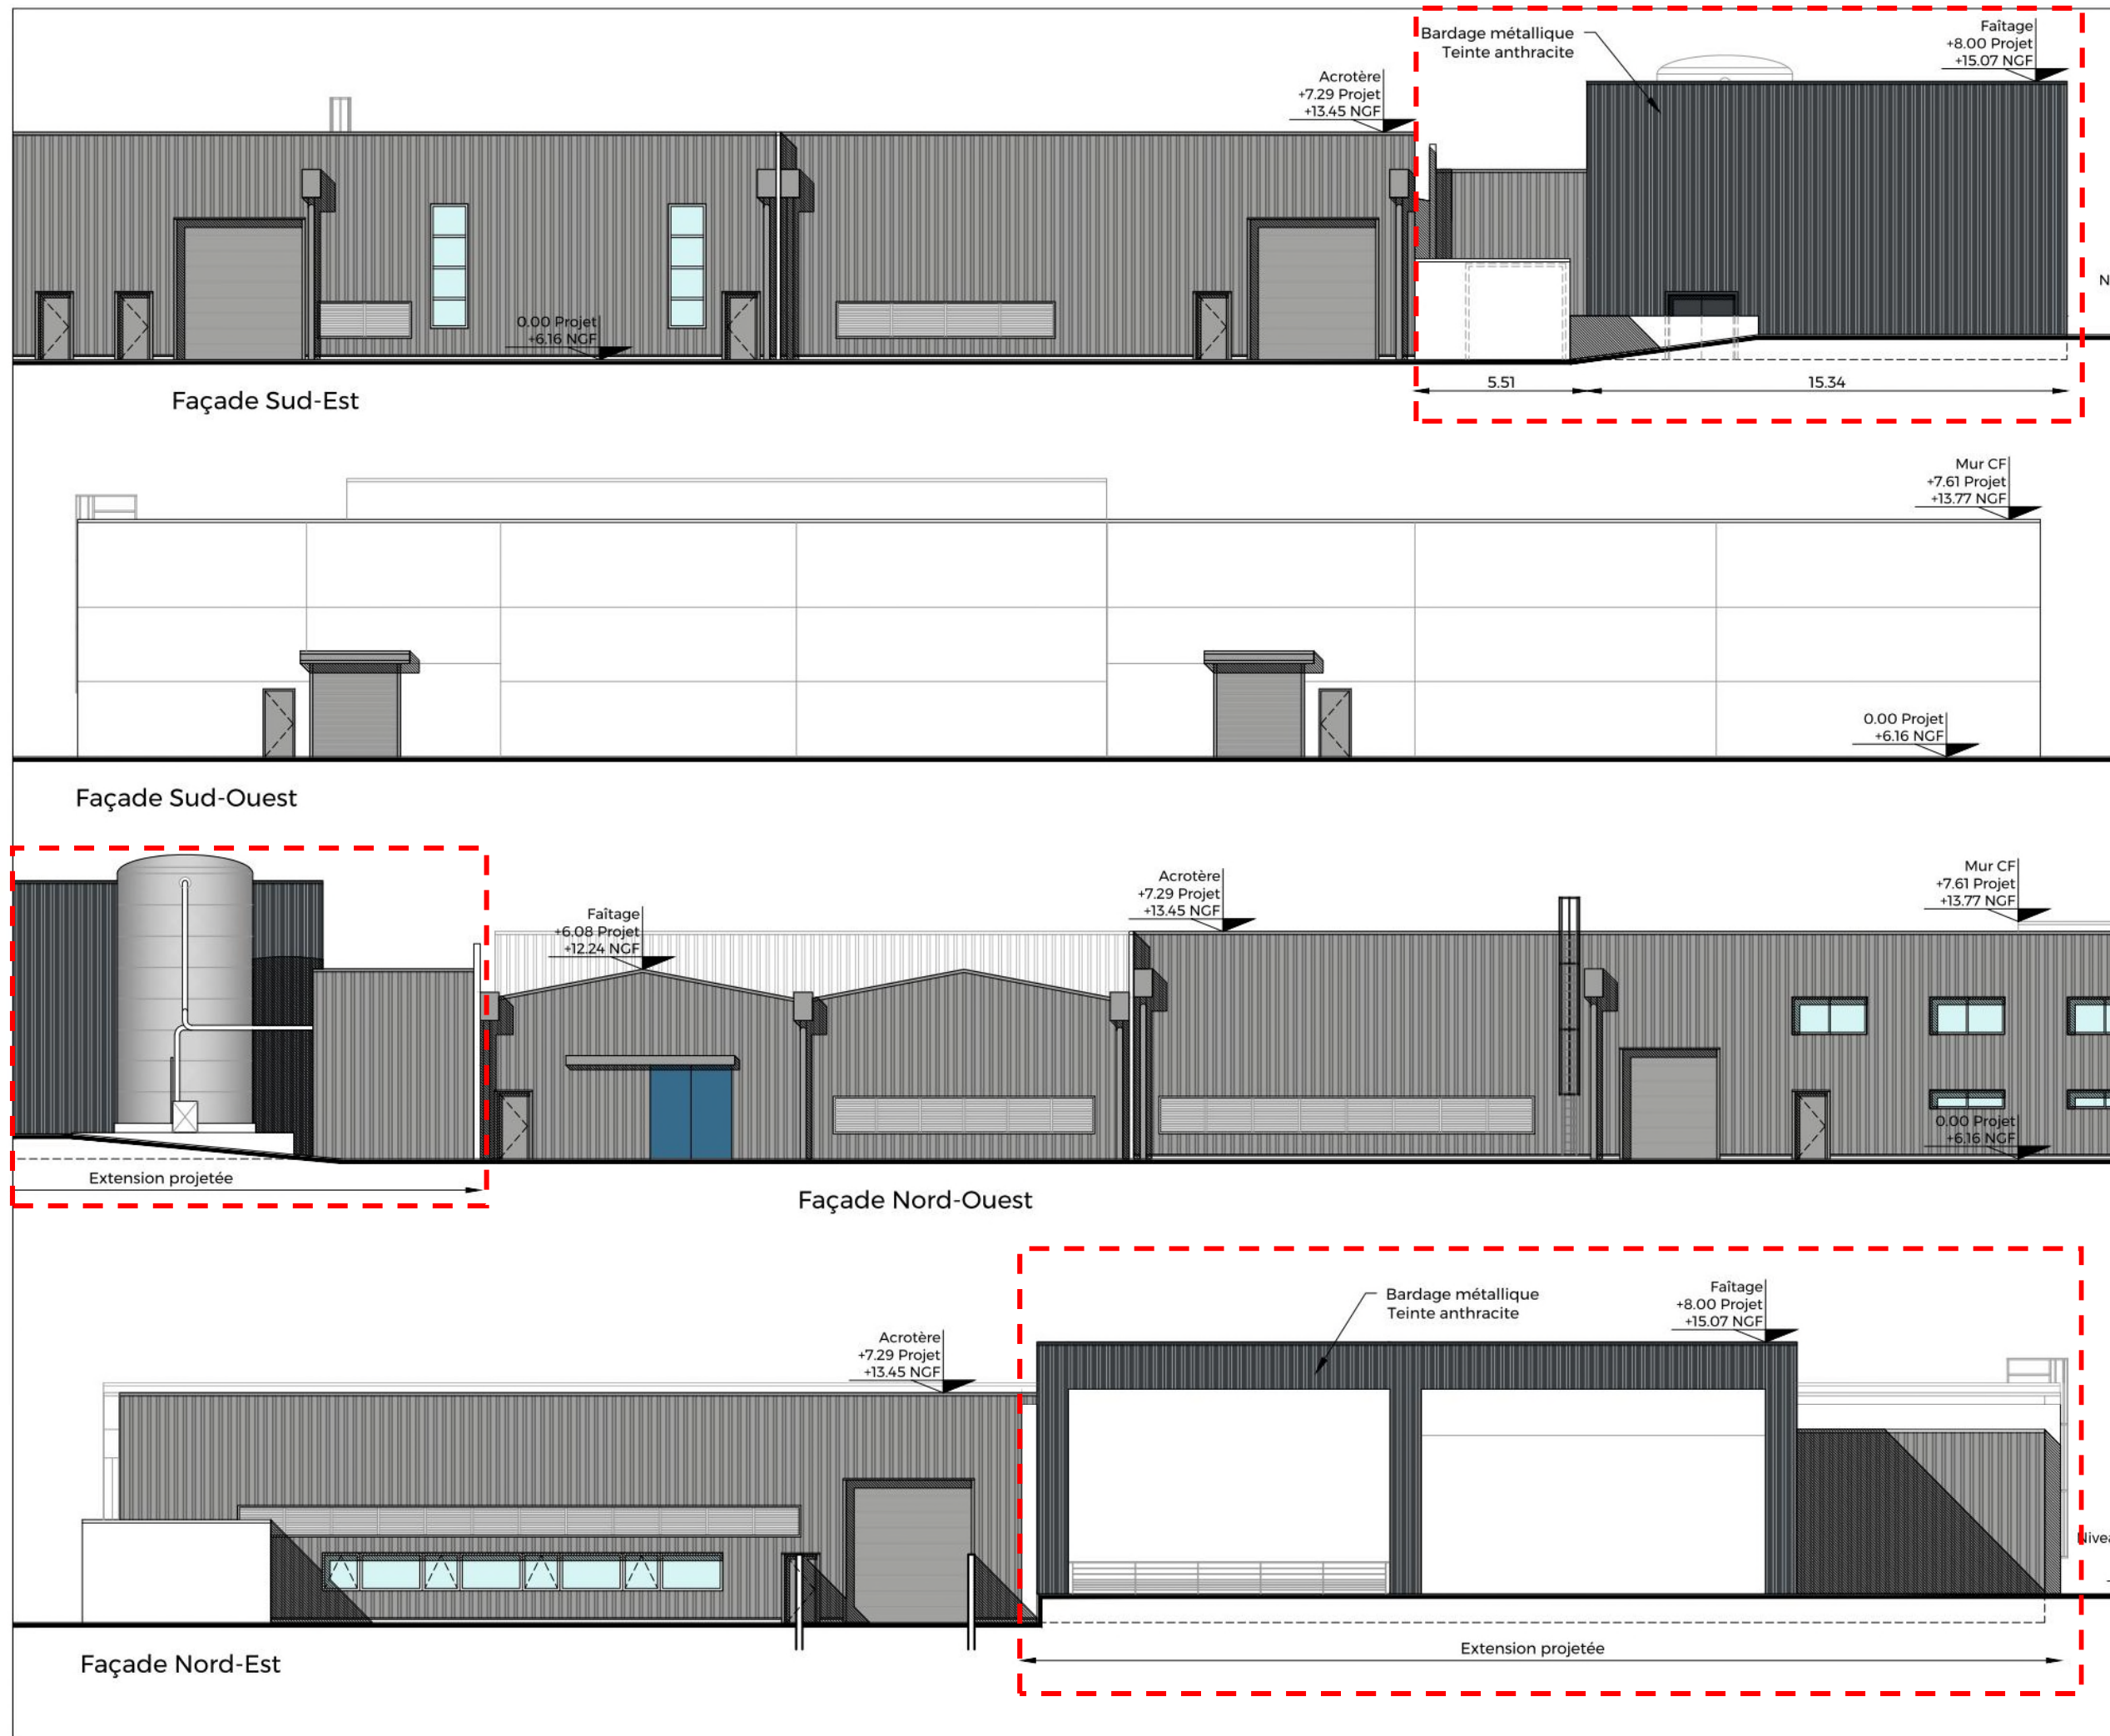 Bardage métallique
Teinte anthracite
Faîtage
+8.00 Projet
+15.07 NGF
Acrotère
+7.29 Projet
+13.45 NGF
0.00 Projet
+6.16 NGF
N
5.51
15.34
Façade Sud-Est
Mur CF
+7.61 Projet
+13.77 NGF
0.00 Projet
+6.16 NGF
Façade Sud-Ouest
Faîtage
+6.08 Projet
+12.24 NGF
Acrotère
+7.29 Projet
+13.45 NGF
Mur CF
+7.61 Projet
+13.77 NGF
0.00 Projet
+6.16 NGF
Extension projetée
Façade Nord-Ouest
Bardage métallique
Teinte anthracite
Faîtage
+8.00 Projet
+15.07 NGF
Acrotère
+7.29 Projet
+13.45 NGF
Nivea
Extension projetée
Façade Nord-Est